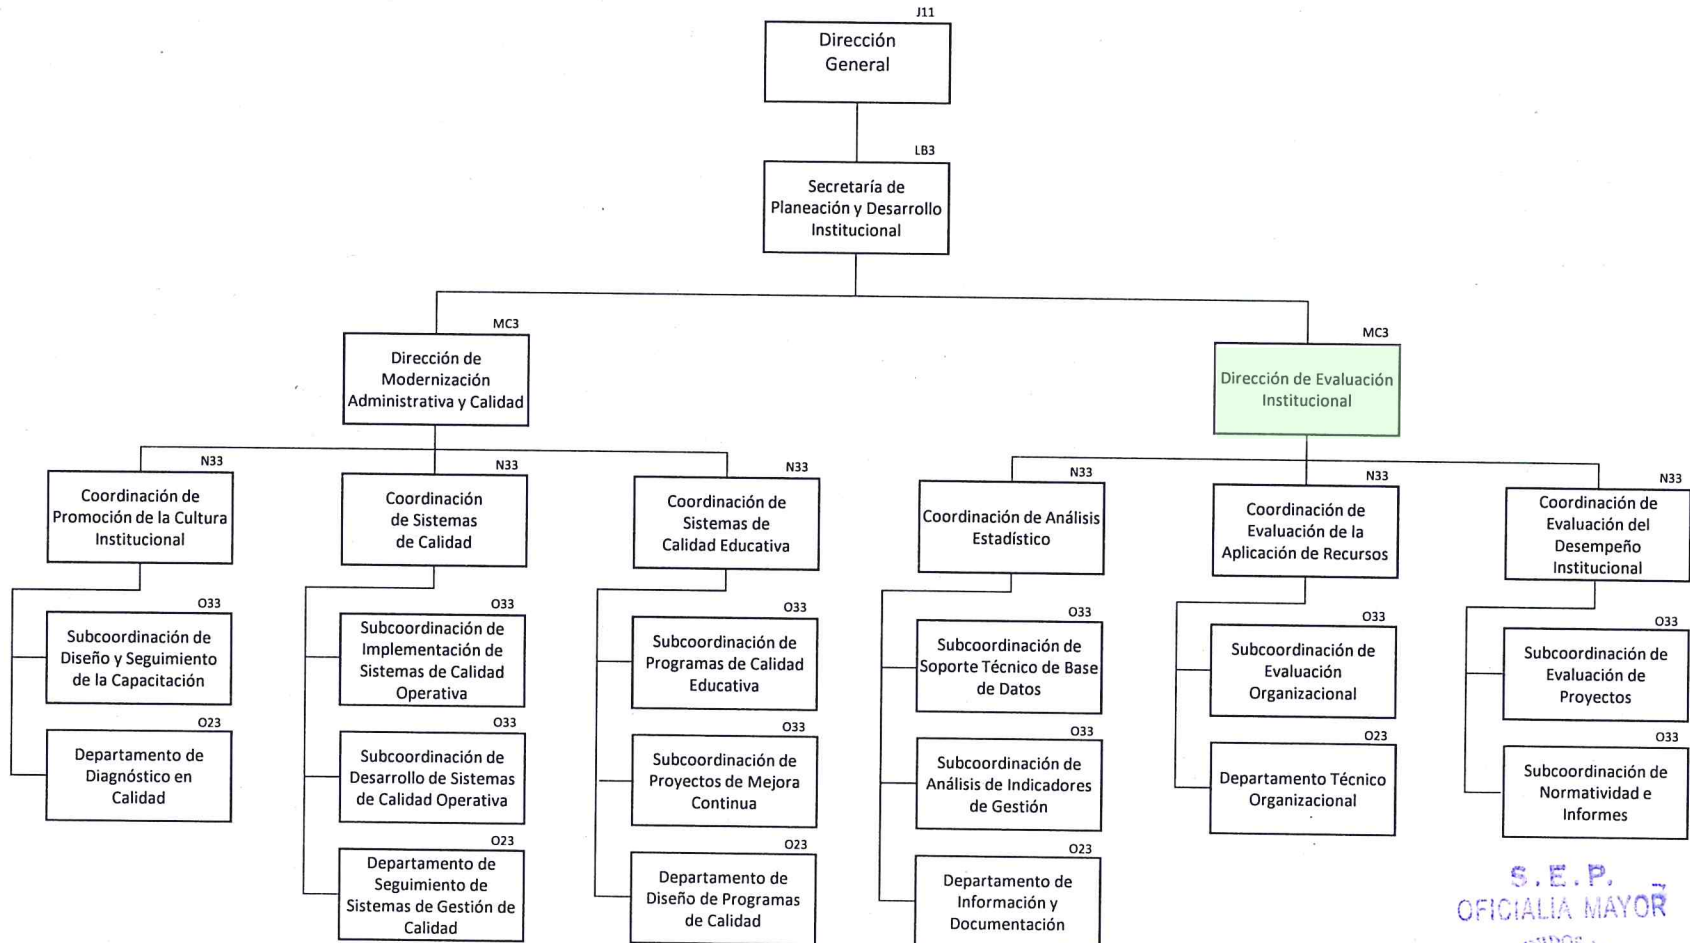 J11
Dirección
General
LB3
Secretaría de
Planeación y Desarrollo
Institucional
MC3
Dirección de
Modernización
Administrativa y Calidad
MC3
Dirección de Evaluación
Institucional
N33
Coordinación de
Promoción de la Cultura
Institucional
N33
Coordinación
de Sistemas
de Calidad
N33
Coordinación de
Sistemas de
Calidad Educativa
N33
Coordinación de Análisis
Estadístico
N33
Coordinación de
Evaluación de la
Aplicación de Recursos
N33
Coordinación de
Evaluación del
Desempeño
Institucional
O33
Subcoordinación de
Diseño y Seguimiento
de la Capacitación
O33
Subcoordinación de
Implementación de
Sistemas de Calidad
Operativa
O33
Subcoordinación de
Programas de Calidad
Educativa
O33
Subcoordinación de
Soporte Técnico de Base
de Datos
O33
Subcoordinación de
Evaluación
Organizacional
O33
Subcoordinación de
Evaluación de
Proyectos
O23
Departamento de
Diagnóstico en
Calidad
O33
Subcoordinación de
Desarrollo de Sistemas
de Calidad Operativa
O33
Subcoordinación de
Proyectos de Mejora
Continua
O33
Subcoordinación de
Análisis de Indicadores
de Gestión
O23
Departamento Técnico
Organizacional
O33
Subcoordinación de
Normatividad e
Informes
O23
Departamento de
Seguimiento de
Sistemas de Gestión de
Calidad
O23
Departamento de
Diseño de Programas
de Calidad
O23
Departamento de
Información y
Documentación
S.E.P.
OFICIALIA MAYOR